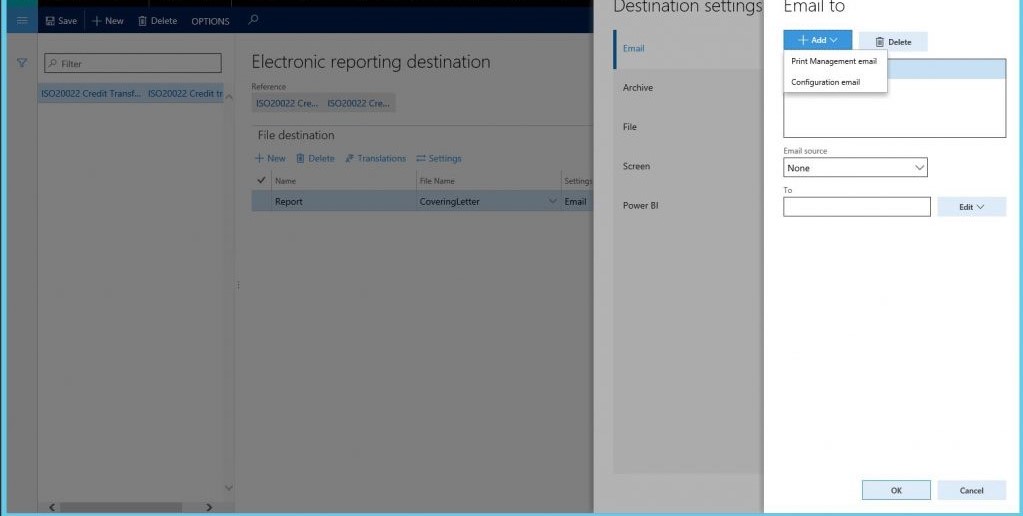 Save New Delete OPTIONS
Filter
ISO20022 Credit Transf... ISO20022 Credit tr
Electronic reporting destination
Reference
ISO20022 Cre... ISO20022 Cre...
File destination
New Delete Translations Settings
Name File Name Settings
Report CoveringLetter Email
Destination settings
Email
Archive
File
Screen
Power BI
Email to
Add Delete
Print Management email
Configuration email
Email source
None
To
Edit
OK Cancel